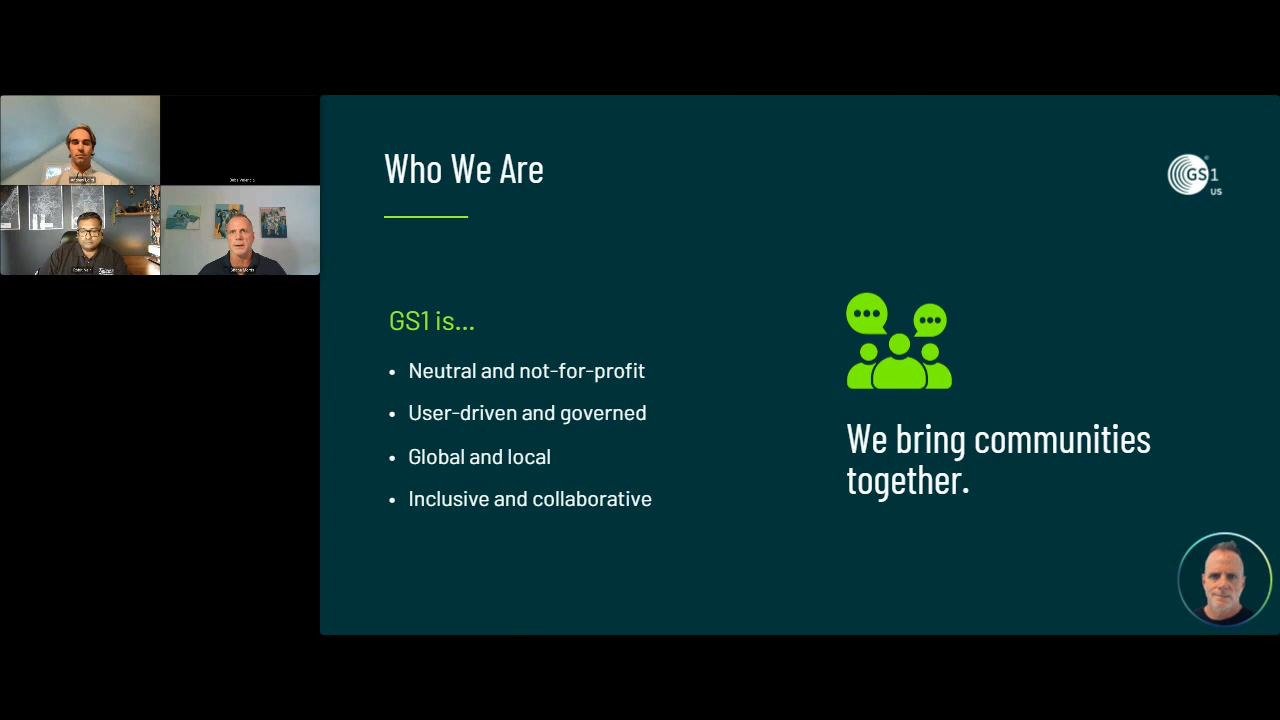 Who We Are
GS1
US
GS1 is...
• Neutral and not-for-profit
• User-driven and governed
• Global and local
• Inclusive and collaborative
We bring communities
together.